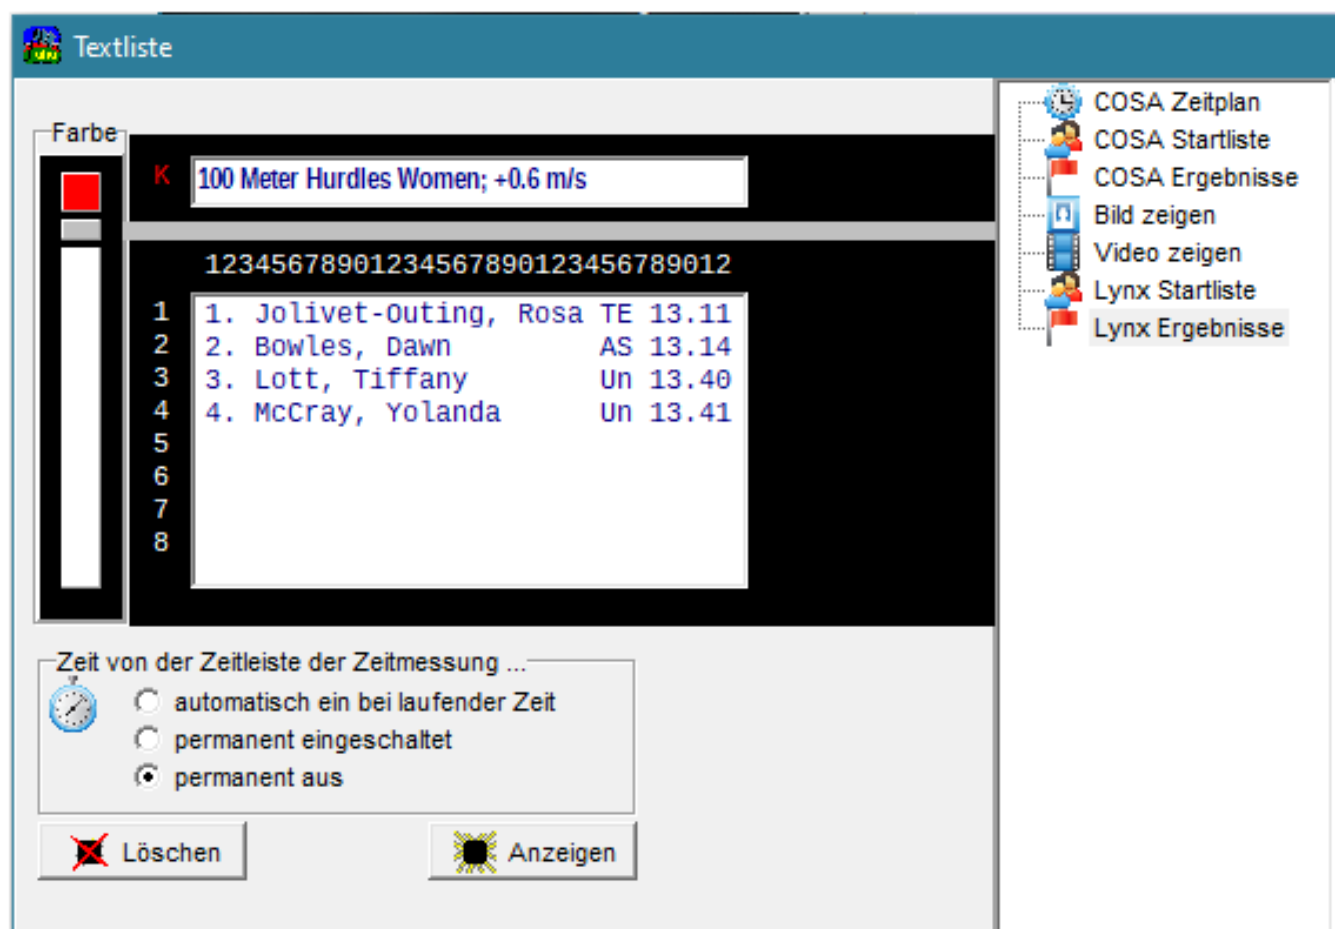 Textliste
Farbe
K 100 Meter Hurdles Women; +0.6 m/s
12345678901234567890123456789012
1 1. Jolivet-Outing, Rosa TE 13.11
2 2. Bowles, Dawn AS 13.14
3 3. Lott, Tiffany Un 13.40
4 4. McCray, Yolanda Un 13.41
5
6
7
8
Zeit von der Zeitleiste der Zeitmessung ...
automatisch ein bei laufender Zeit
permanent eingeschaltet
permanent aus
Löschen Anzeigen
COSA Zeitplan
COSA Startliste
COSA Ergebnisse
Bild zeigen
Video zeigen
Lynx Startliste
Lynx Ergebnisse